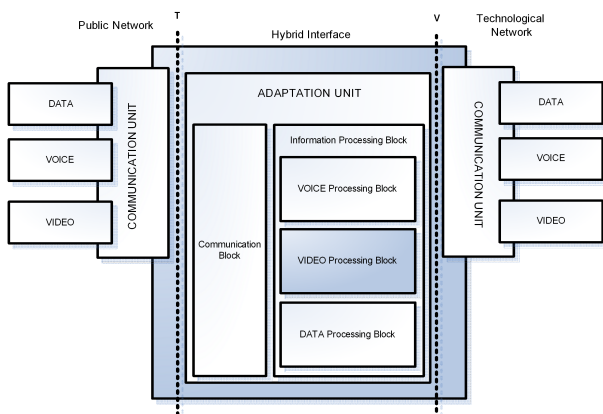 T
V
Public Network
Hybrid Interface
Technological
Network
DATA
VOICE
VIDEO
COMMUNICATION UNIT
ADAPTATION UNIT
Communication
Block
Information Processing Block
VOICE Processing Block
VIDEO Processing Block
DATA Processing Block
COMMUNICATION UNIT
DATA
VOICE
VIDEO